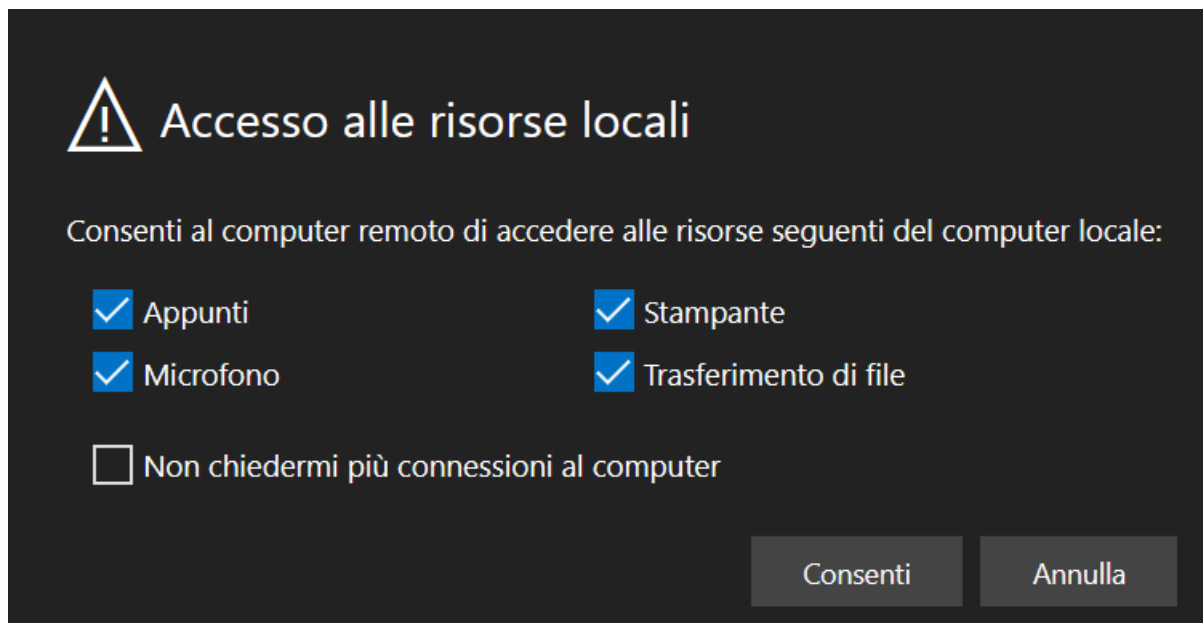 Accesso alle risorse locali
Consenti al computer remoto di accedere alle risorse seguenti del computer locale:
Appunti
Stampante
Microfono
Trasferimento di file
Non chiedermi più connessioni al computer
Consenti
Annulla